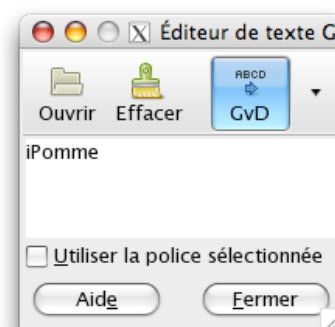 Éditeur de texte G
Ouvrir Effacer ABCD GvD
iPomme
Utiliser la police sélectionnée
Aide Fermer